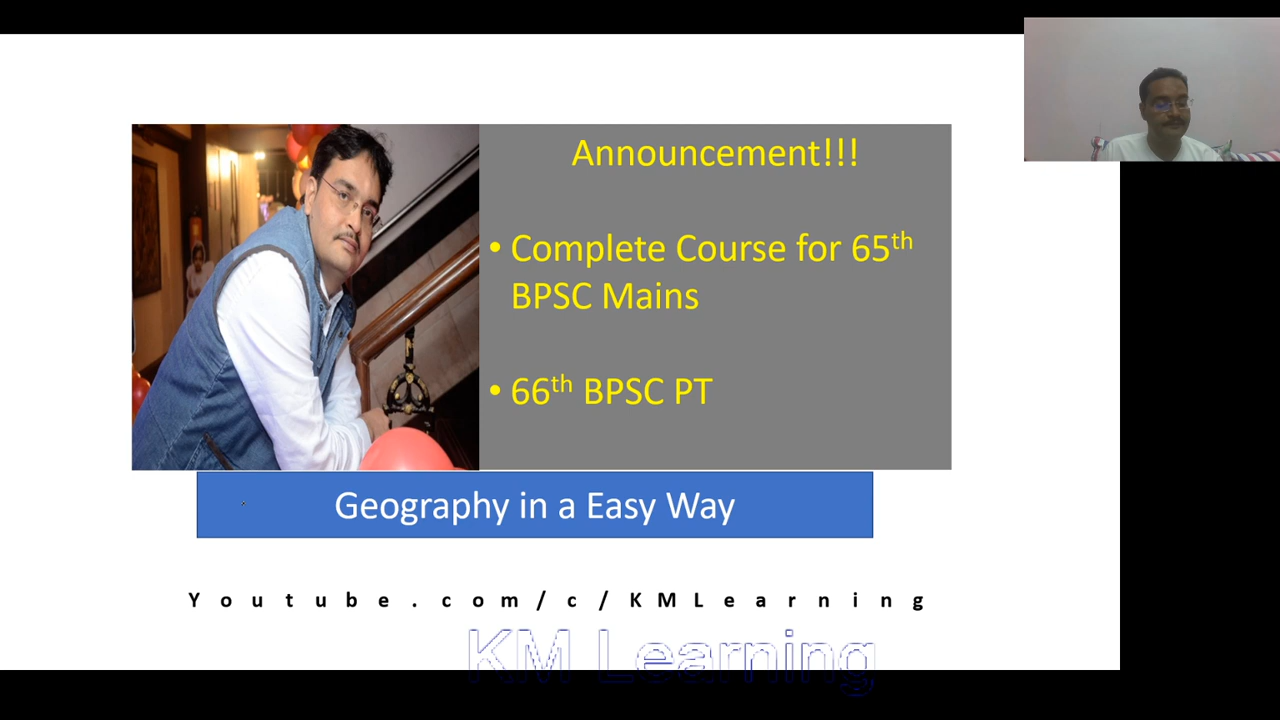 Announcement!!!
• Complete Course for 65th
BPSC Mains
• 66th BPSC PT
Geography in a Easy Way
Youtube.com/c/KMLearning
KM Learning